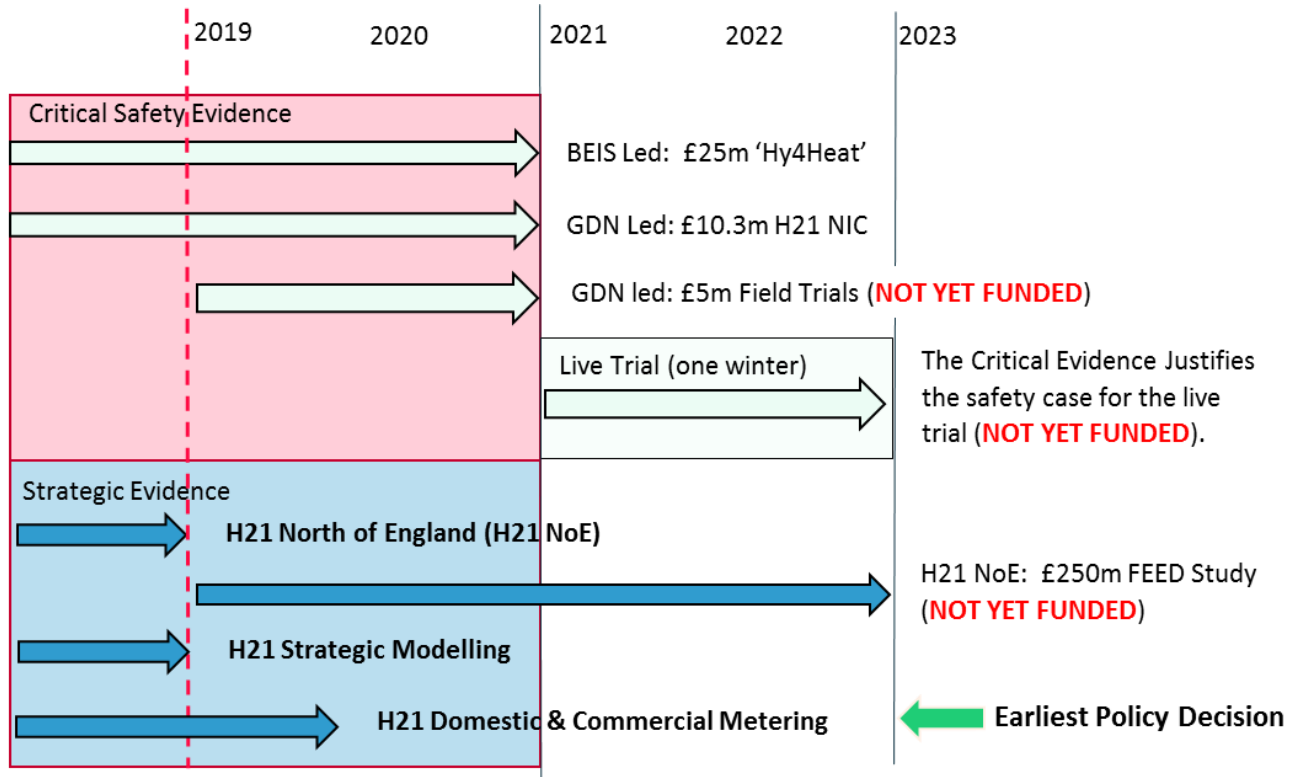 2019
2020
2021
2022
2023
Critical Safety Evidence
BEIS Led: £25m ‘Hy4Heat’
GDN Led: £10.3m H21 NIC
GDN led: £5m Field Trials (NOT YET FUNDED)
Live Trial (one winter)
The Critical Evidence Justifies
the safety case for the live
trial (NOT YET FUNDED).
Strategic Evidence
H21 North of England (H21 NoE)
H21 NoE: £250m FEED Study
(NOT YET FUNDED)
H21 Strategic Modelling
H21 Domestic & Commercial Metering
Earliest Policy Decision